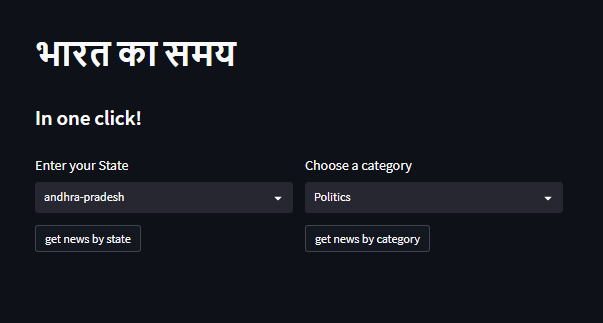 भारत का समय
In one click!
Enter your State
Choose a category
andhra-pradesh
Politics
get news by state
get news by category